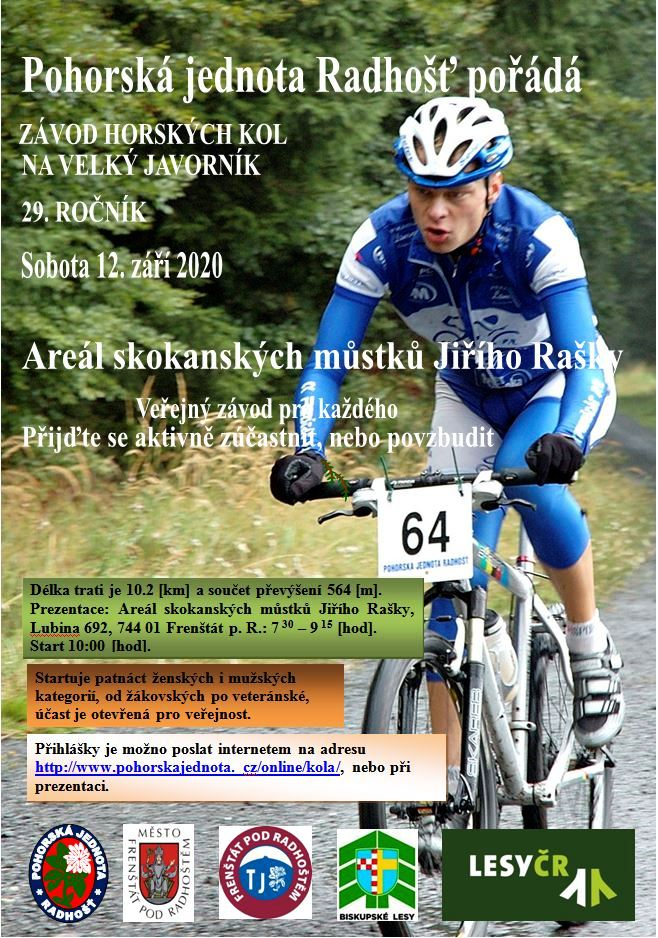 Pohorská jednota Radhošť pořádá
ZÁVOD HORSKÝCH KOL
NA VELKÝ JAVORNÍK
29. ROČNÍK
Sobota 12. září 2020
Areál skokanských můstků Jiřího Rašky
Veřejný závod pro každého
Přijďte se aktivně zúčastnit, nebo povzbudit
64
POHORSKÁ JEDNOTA RADHOŠŤ
Délka trati je 10.2 [km] a součet převýšení 564 [m].
Prezentace: Areál skokanských můstků Jiřího Rašky,
Lubina 692, 744 01 Frenštát p. R.: 7 30 – 9 15 [hod].
Start 10:00 [hod].
Startuje patnáct ženských i mužských
kategorií, od žákovských po veteránské,
účast je otevřená pro veřejnost.
Přihlášky je možno poslat internetem na adresu
http://www.pohorskajednota. cz/online/kola/, nebo při
prezentaci.
POHORSKÁ JEDNOTA
RADHOŠŤ
MĚSTO
FRENŠTÁT POD RADHOŠTĚM
FRENŠTÁT POD RADHOŠTĚM
TJ
BISKUPSKÉ LESY
LESYČR